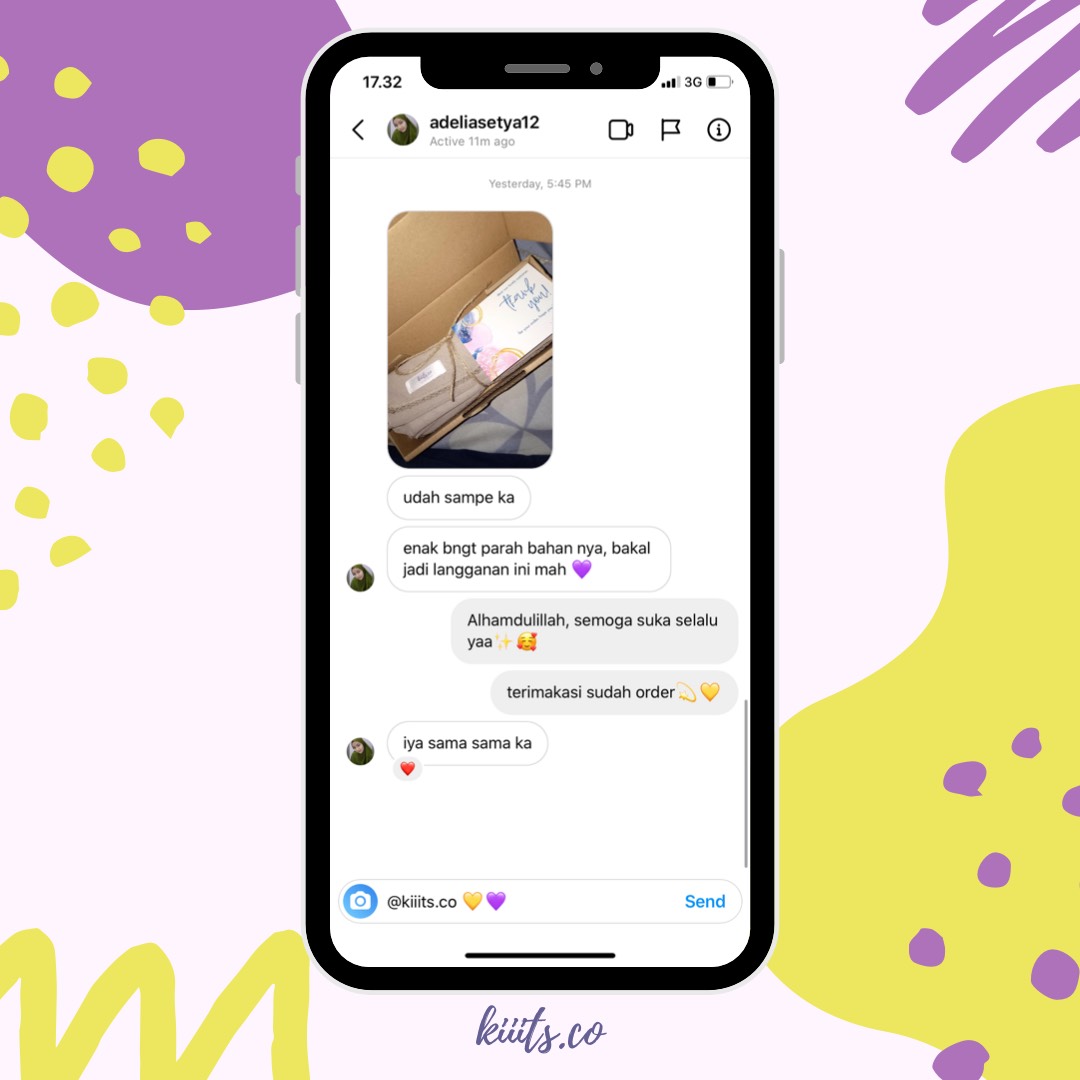 17.32
3G
adeliasetya12
Active 11m ago
Yesterday, 5:45 PM
thank
you!
udah sampe ka
enak bngt parah bahan nya, bakal
jadi langganan ini mah 💜
Alhamdulillah, semoga suka selalu
yaa✨🥰
terimakasi sudah order💫💛
iya sama sama ka
❤️
@kiiits.co 💛💜
Send
kiiits.co